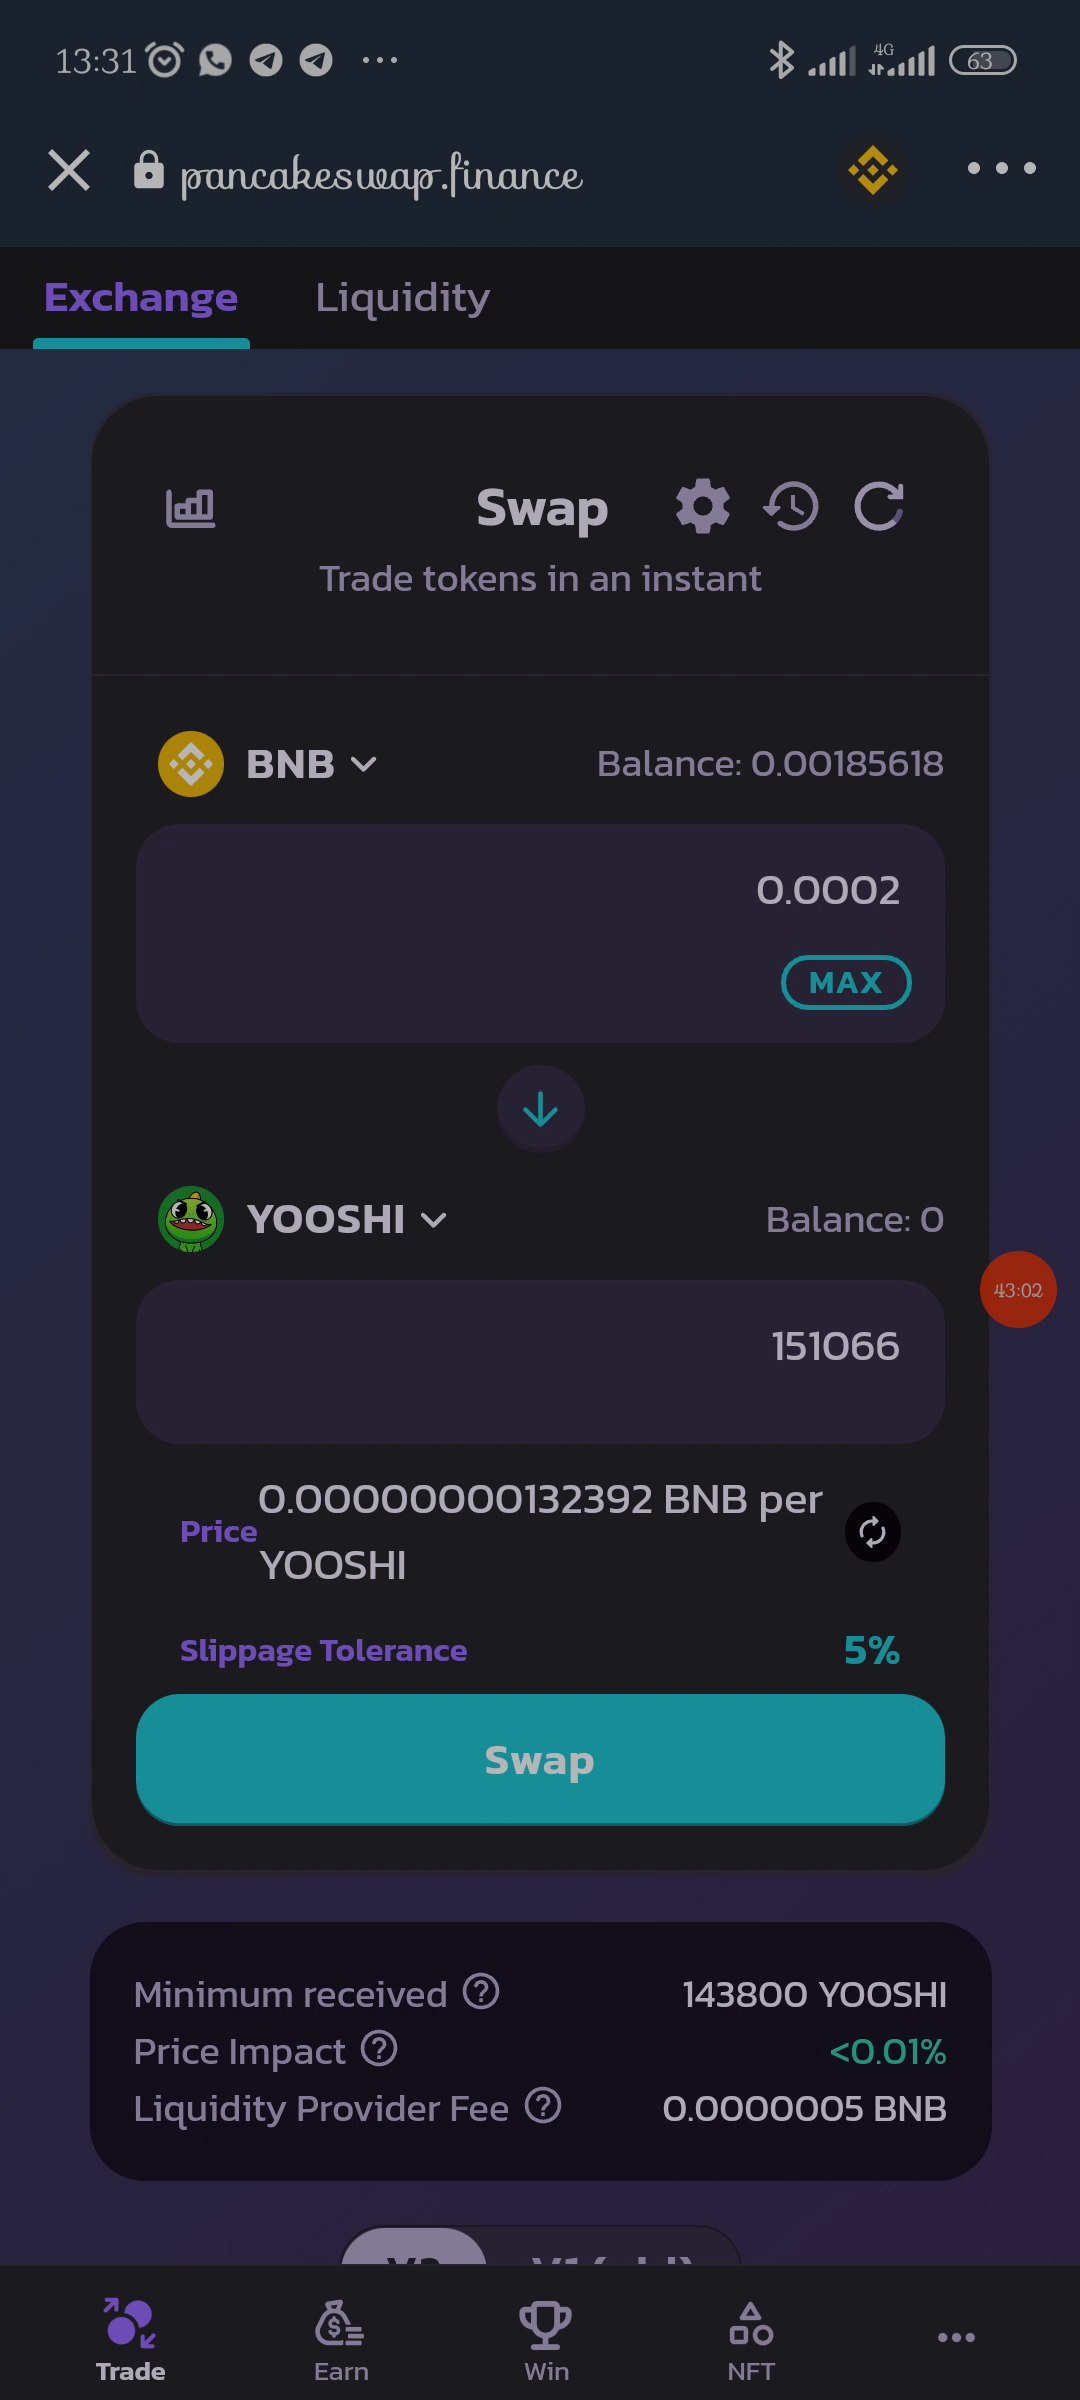 13:31
4G
63
pancakeswap.finance
Exchange
Liquidity
Swap
Trade tokens in an instant
BNB
Balance: 0.00185618
0.0002
MAX
YOOSHI
Balance: 0
43:02
151066
Price
0.00000000132392 BNB per
YOOSHI
Slippage Tolerance
5%
Swap
Minimum received
143800 YOOSHI
Price Impact
<0.01%
Liquidity Provider Fee
0.0000005 BNB
Trade
Earn
Win
NFT